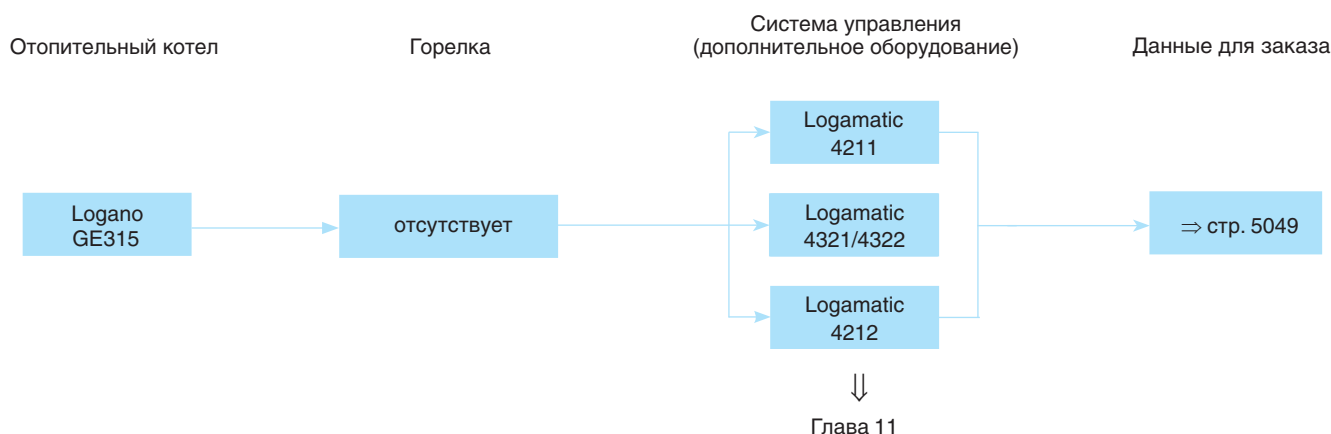 Отопительный котел
Горелка
Система управления
(дополнительное оборудование)
Данные для заказа
Logano
GE315
отсутствует
Logamatic
4211
Logamatic
4321/4322
Logamatic
4212
⇒ стр. 5049
⇓
Глава 11